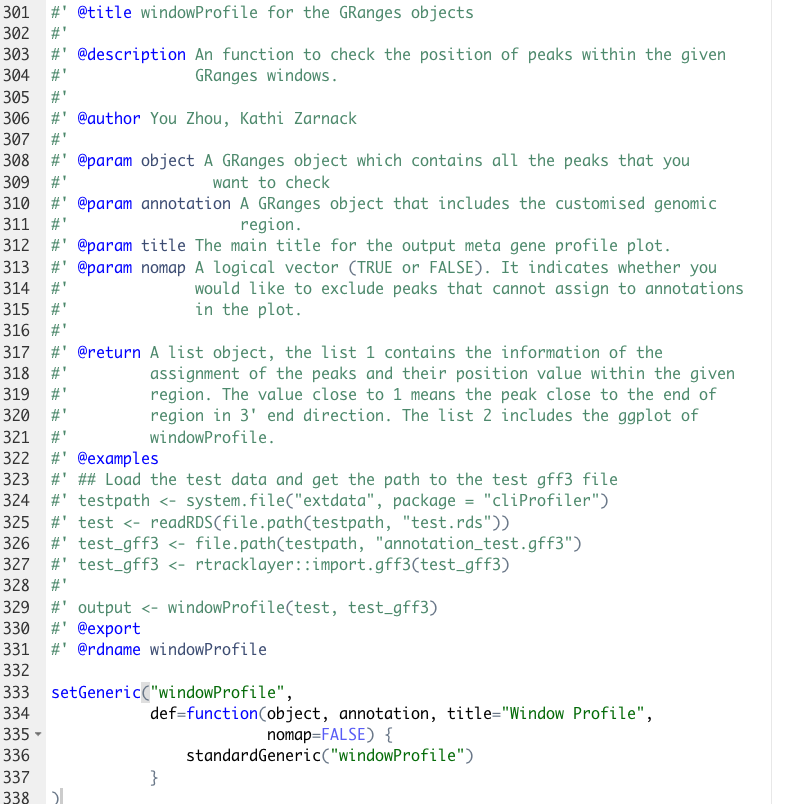 301 #' @title windowProfile for the GRanges objects
302 #'
303 #' @description An function to check the position of peaks within the given
304 #'              GRanges windows.
305 #'
306 #' @author You Zhou, Kathi Zarnack
307 #'
308 #' @param object A GRanges object which contains all the peaks that you
309 #'                want to check
310 #' @param annotation A GRanges object that includes the customised genomic
311 #'                   region.
312 #' @param title The main title for the output meta gene profile plot.
313 #' @param nomap A logical vector (TRUE or FALSE). It indicates whether you
314 #'              would like to exclude peaks that cannot assign to annotations
315 #'              in the plot.
316 #'
317 #' @return A list object, the list 1 contains the information of the
318 #'         assignment of the peaks and their position value within the given
319 #'         region. The value close to 1 means the peak close to the end of
320 #'         region in 3' end direction. The list 2 includes the ggplot of
321 #'         windowProfile.
322 #' @examples
323 #' ## Load the test data and get the path to the test gff3 file
324 #' testpath <- system.file("extdata", package = "cliProfiler")
325 #' test <- readRDS(file.path(testpath, "test.rds"))
326 #' test_gff3 <- file.path(testpath, "annotation_test.gff3")
327 #' test_gff3 <- rtracklayer::import.gff3(test_gff3)
328 #'
329 #' output <- windowProfile(test, test_gff3)
330 #' @export
331 #' @rdname windowProfile
332
333 setGeneric("windowProfile",
334            def=function(object, annotation, title="Window Profile",
335                         nomap=FALSE) {
336                standardGeneric("windowProfile")
337            }
338 )